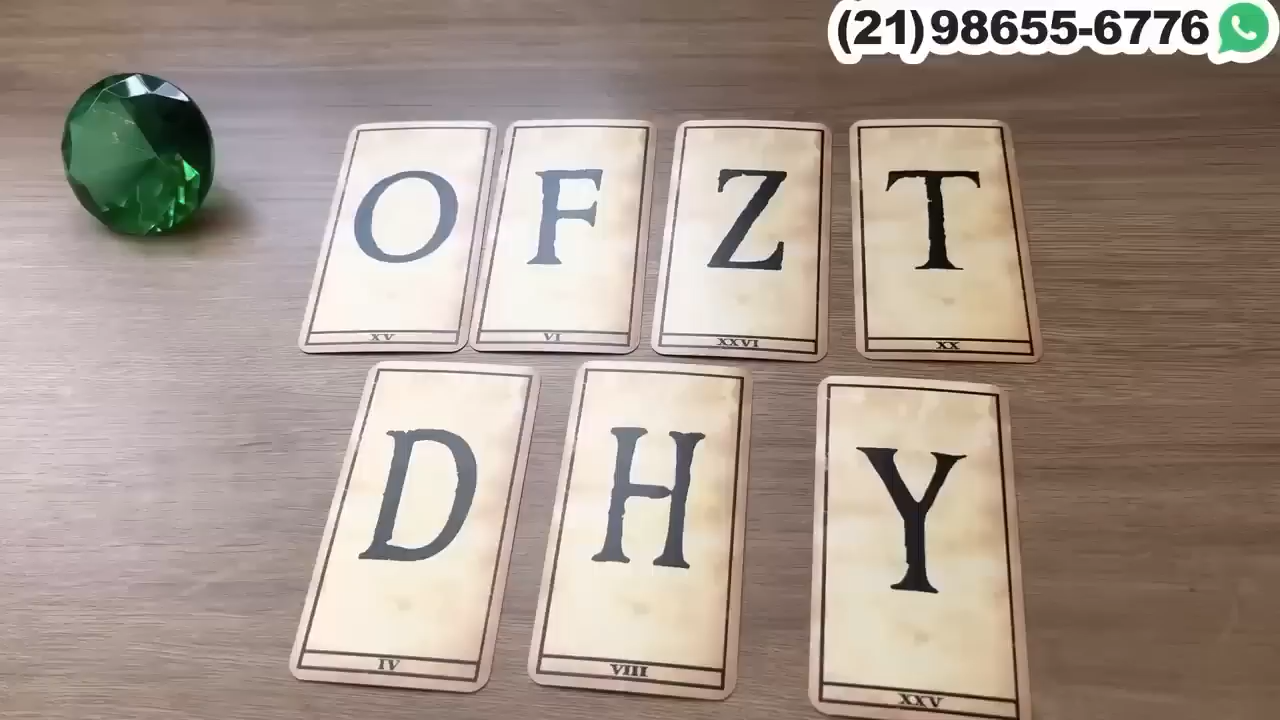 (21)98655-6776
O F Z T
XV VI XXVI XX
D H Y
IV VIII XXV